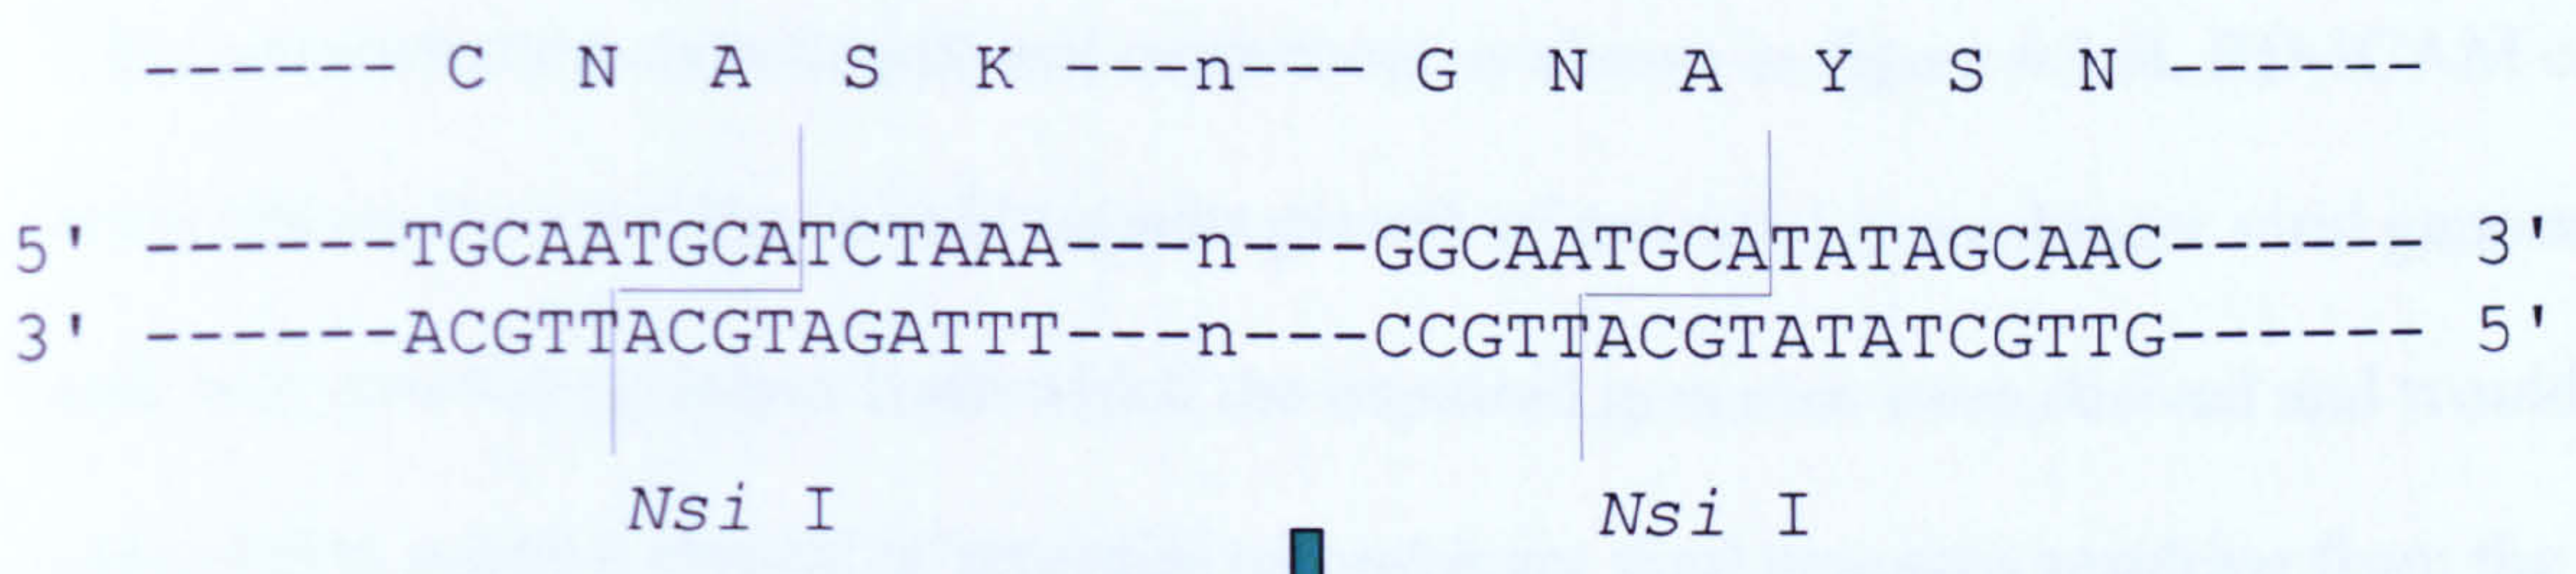 ------ C N A S K ---n--- G N A Y S N ------
5' ------TGCAATGCATCTAAA---n---GGCAATGCATATAGCAAC------ 3'
3' ------ACGTTACGTAGATTT---n---CCGTTACGTATATCGTTG------ 5'
Nsi I Nsi I